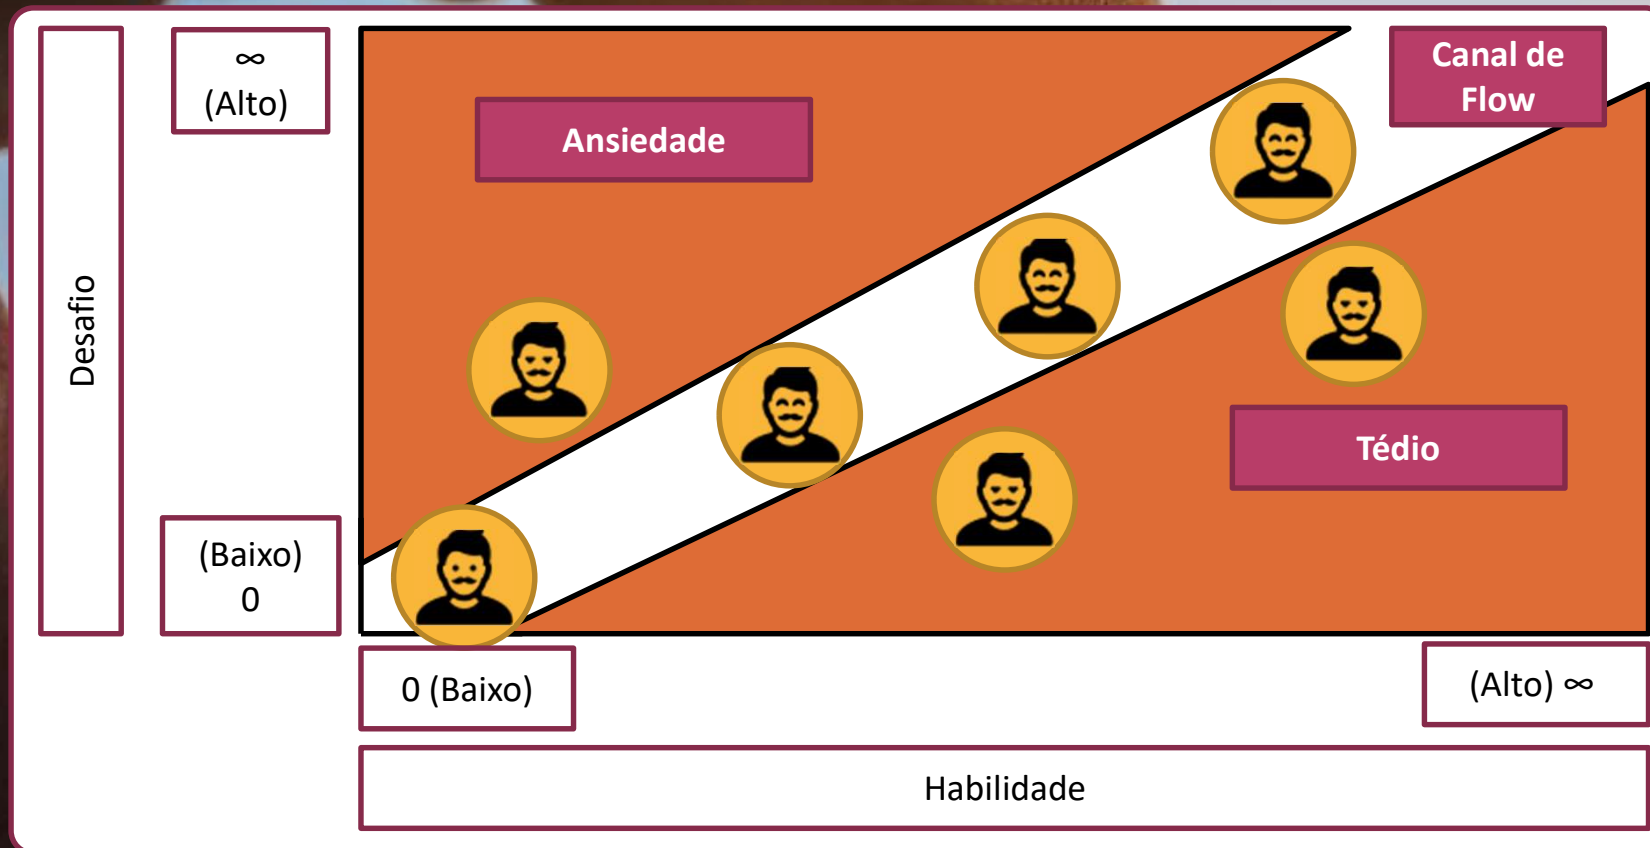 ∞
(Alto)
Canal de
Flow
Ansiedade
Desafio
Tédio
(Baixo)
0
0 (Baixo)
(Alto) ∞
Habilidade